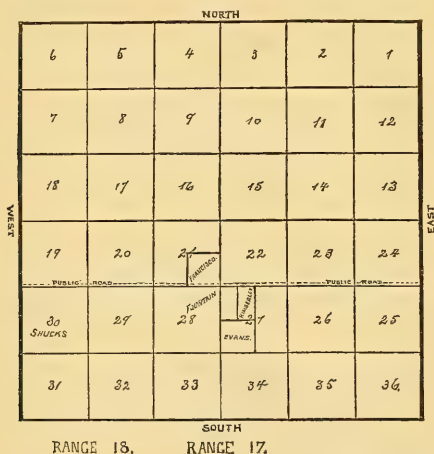 NORTH
6 5 4 3 2 1
7 8 9 10 11 12
18 17 16 15 14 13
WEST
EAST
19 20 21 22 23 24
FRANCISCO.
PUBLIC ROAD PUBLIC ROAD
FOUNTAIN
KIMBERLIN
30 29 28 27 26 25
SHUCKS
EVANS.
31 32 33 34 35 36.
SOUTH
RANGE 18. RANGE 17.